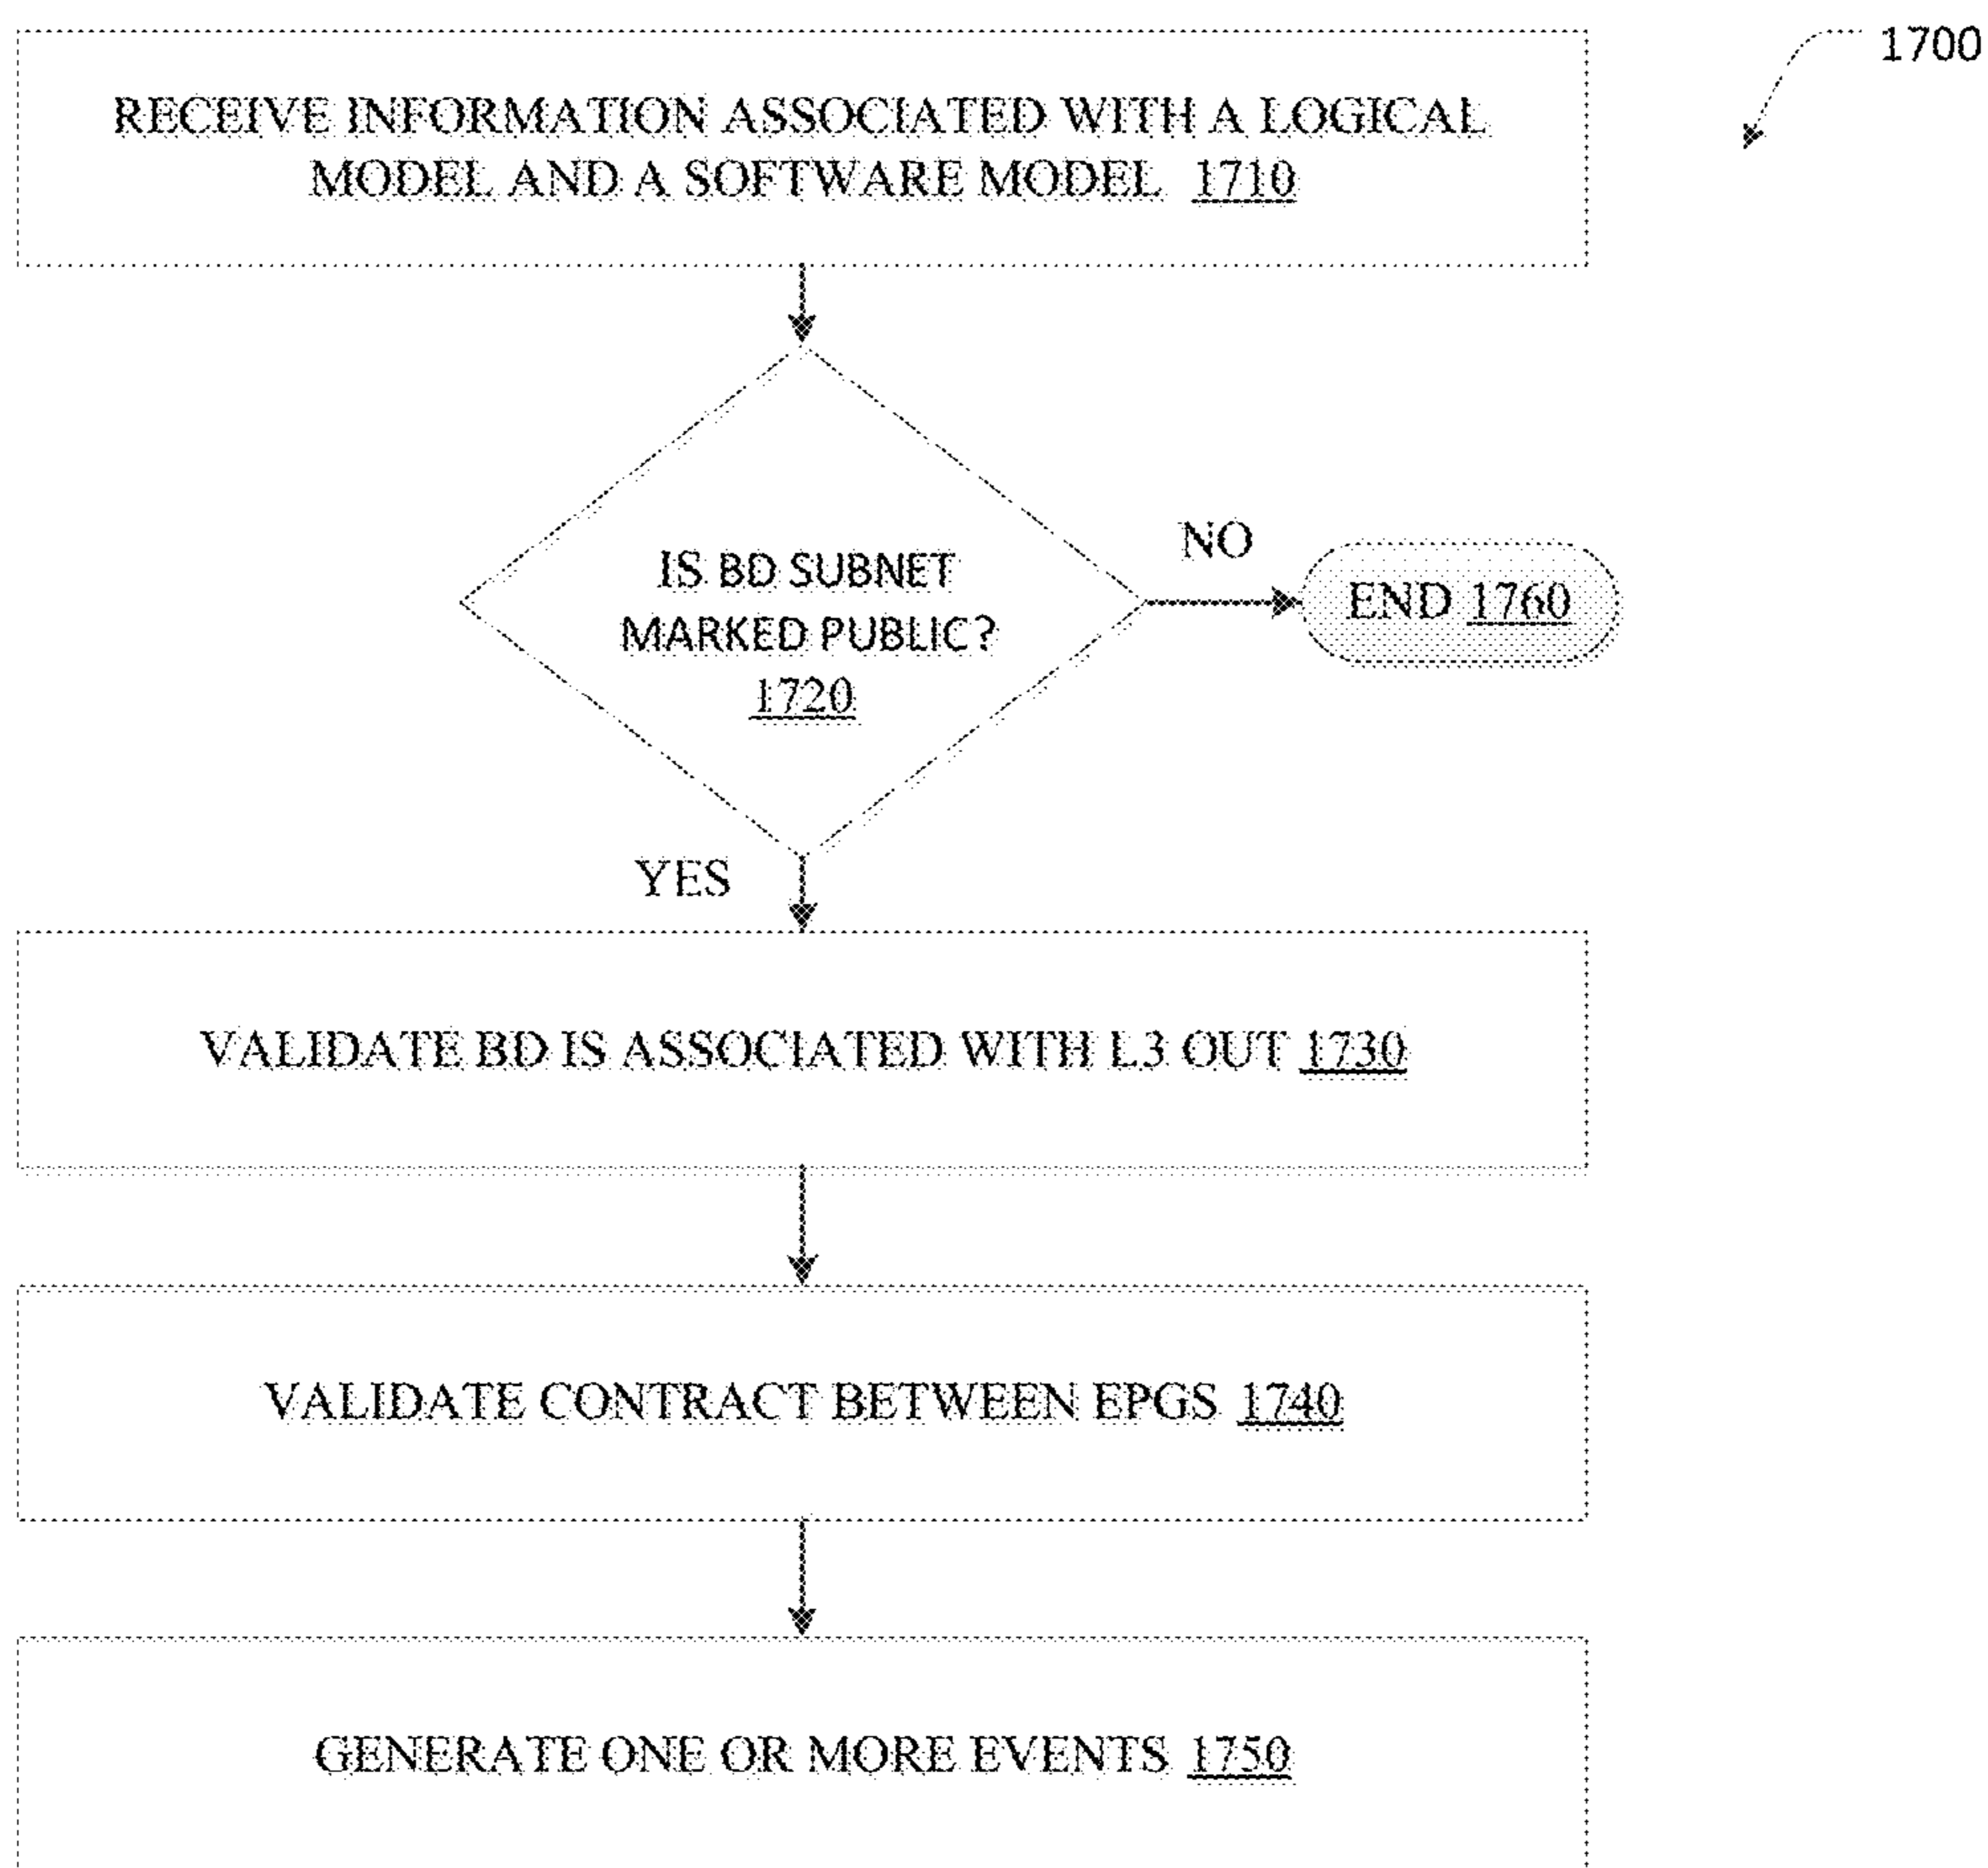 1700
RECEIVE INFORMATION ASSOCIATED WITH A LOGICAL
MODEL AND A SOFTWARE MODEL 1710
IS BD SUBNET
MARKED PUBLIC?
1720
NO
END 1760
YES
VALIDATE BD IS ASSOCIATED WITH L3 OUT 1730
VALIDATE CONTRACT BETWEEN EPGS 1740
GENERATE ONE OR MORE EVENTS 1750